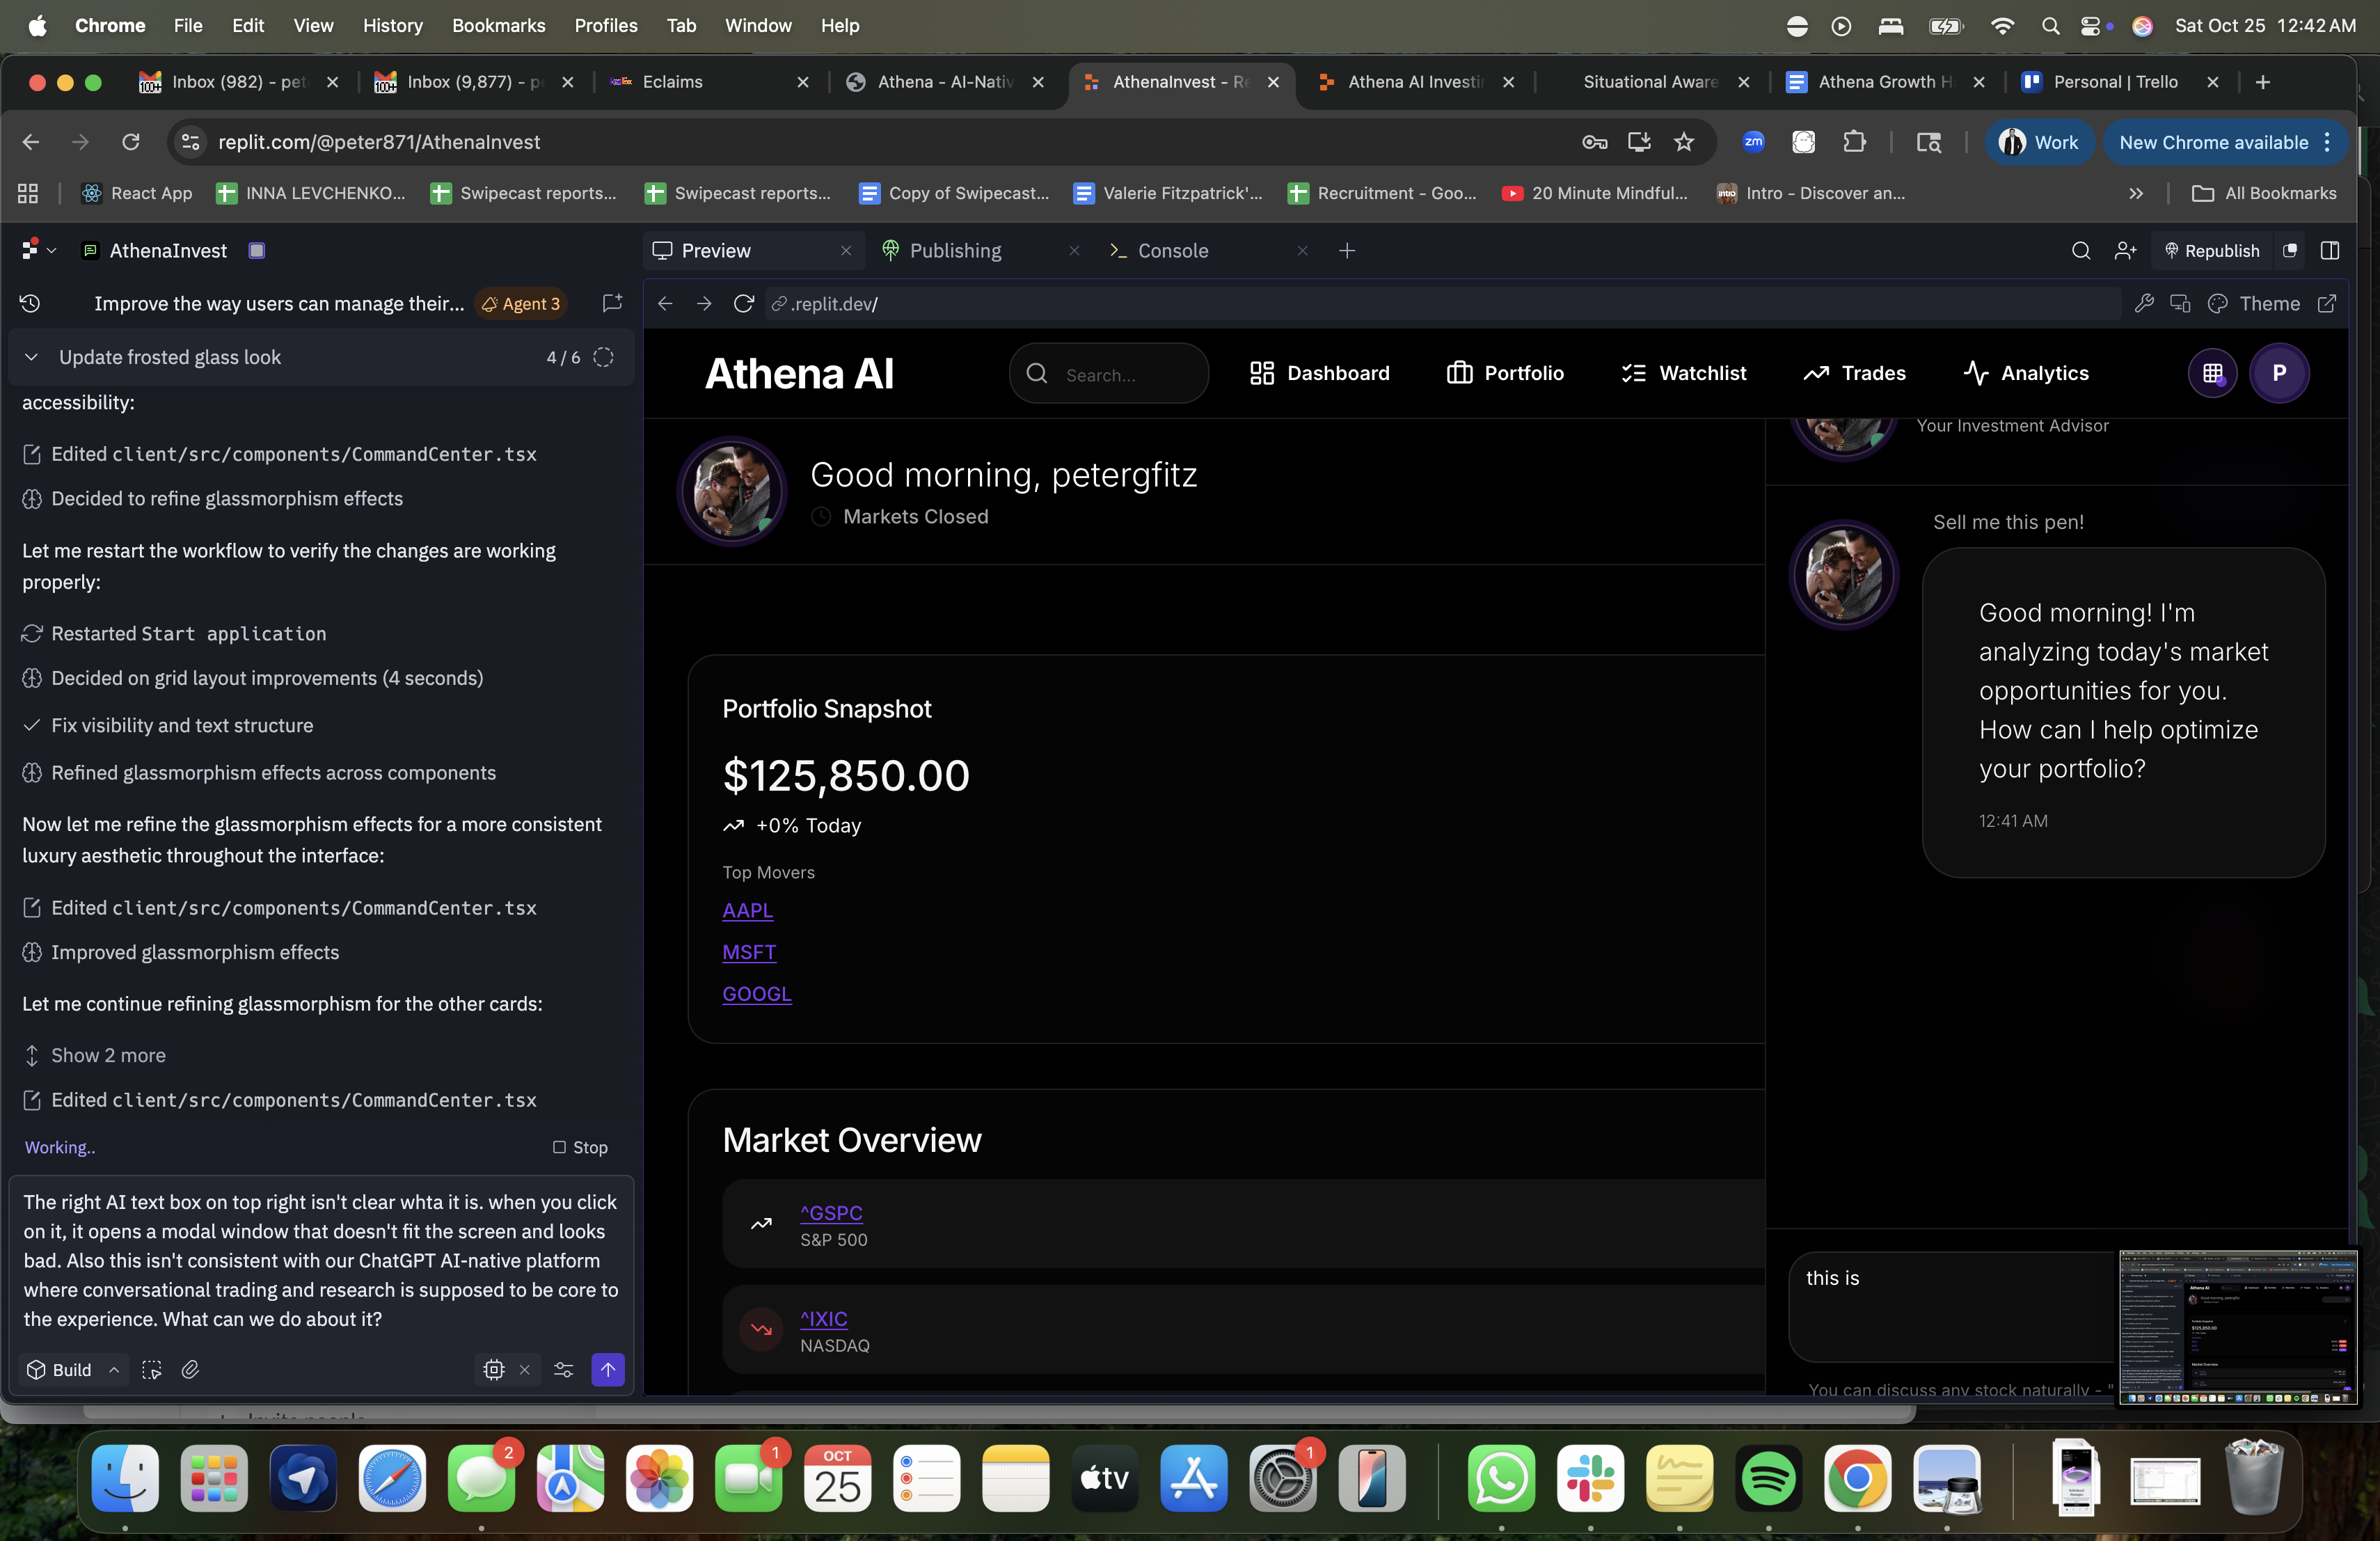 Chrome File Edit View History Bookmarks Profiles Tab Window Help Sat Oct 25 12:42 AM
Inbox (982) - pet Inbox (9,877) - p Eclaims Athena - AI-Nativ AthenaInvest - Re Athena AI Investi Situational Aware Athena Growth H Personal | Trello
replit.com/@peter871/AthenaInvest zm Work New Chrome available
React App INNA LEVCHENKO... Swipecast reports... Swipecast reports... Copy of Swipecast... Valerie Fitzpatrick'... Recruitment - Goo... 20 Minute Mindful... Intro - Discover an... All Bookmarks
AthenaInvest
Preview Publishing Console Republish
Improve the way users can manage their... Agent 3
.replit.dev/ Theme
Update frosted glass look 4 / 6
accessibility:
Edited client/src/components/CommandCenter.tsx
Decided to refine glassmorphism effects
Let me restart the workflow to verify the changes are working
properly:
Restarted Start application
Decided on grid layout improvements (4 seconds)
Fix visibility and text structure
Refined glassmorphism effects across components
Now let me refine the glassmorphism effects for a more consistent
luxury aesthetic throughout the interface:
Edited client/src/components/CommandCenter.tsx
Improved glassmorphism effects
Let me continue refining glassmorphism for the other cards:
Show 2 more
Edited client/src/components/CommandCenter.tsx
Working.. Stop
The right AI text box on top right isn't clear whta it is. when you click
on it, it opens a modal window that doesn't fit the screen and looks
bad. Also this isn't consistent with our ChatGPT AI-native platform
where conversational trading and research is supposed to be core to
the experience. What can we do about it?
Build
Athena AI Search... Dashboard Portfolio Watchlist Trades Analytics P
Good morning, petergfitz
Markets Closed
Portfolio Snapshot
$125,850.00
+0% Today
Top Movers
AAPL
MSFT
GOOGL
Market Overview
^GSPC
S&P 500
^IXIC
NASDAQ
Your Investment Advisor
Sell me this pen!
Good morning! I'm
analyzing today's market
opportunities for you.
How can I help optimize
your portfolio?
12:41 AM
this is
You can discuss any stock naturally - "
Invite people
2
1
OCT
25
tv
1